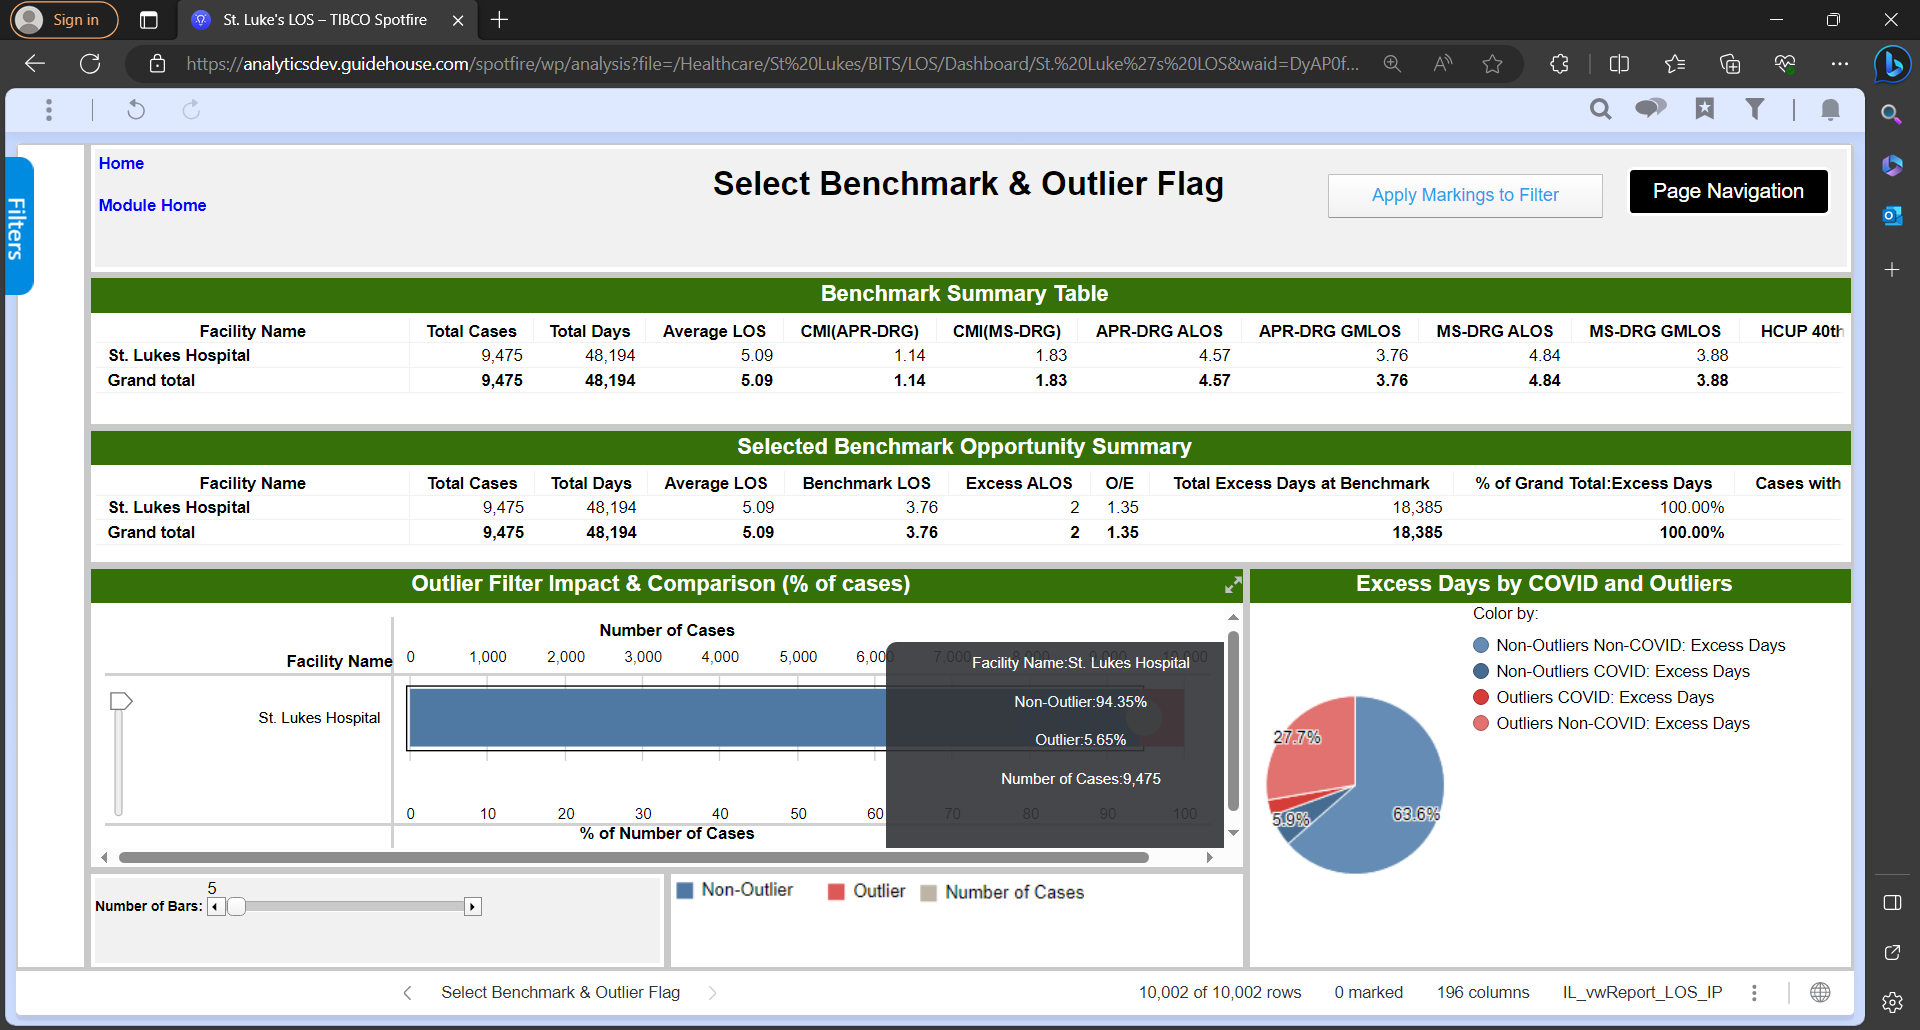 Sign in
St. Luke's LOS – TIBCO Spotfire
https://analyticsdev.guidehouse.com/spotfire/wp/analysis?file=/Healthcare/St%20Lukes/BITS/LOS/Dashboard/St.%20Luke%27s%20LOS&waid=DyAP0f...
Filters
Home
Module Home
Select Benchmark & Outlier Flag
Apply Markings to Filter
Page Navigation
Benchmark Summary Table
Facility Name Total Cases Total Days Average LOS CMI(APR-DRG) CMI(MS-DRG) APR-DRG ALOS APR-DRG GMLOS MS-DRG ALOS MS-DRG GMLOS HCUP 40th
St. Lukes Hospital 9,475 48,194 5.09 1.14 1.83 4.57 3.76 4.84 3.88
Grand total 9,475 48,194 5.09 1.14 1.83 4.57 3.76 4.84 3.88
Selected Benchmark Opportunity Summary
Facility Name Total Cases Total Days Average LOS Benchmark LOS Excess ALOS O/E Total Excess Days at Benchmark % of Grand Total:Excess Days Cases with
St. Lukes Hospital 9,475 48,194 5.09 3.76 2 1.35 18,385 100.00%
Grand total 9,475 48,194 5.09 3.76 2 1.35 18,385 100.00%
Outlier Filter Impact & Comparison (% of cases)
Number of Cases
Facility Name 0 1,000 2,000 3,000 4,000 5,000 6,000 7,000 8,000 9,000 10,000
St. Lukes Hospital
Facility Name:St. Lukes Hospital
Non-Outlier:94.35%
Outlier:5.65%
Number of Cases:9,475
0 10 20 30 40 50 60 70 80 90 100
% of Number of Cases
Number of Bars:
5
Non-Outlier Outlier Number of Cases
Excess Days by COVID and Outliers
Color by:
Non-Outliers Non-COVID: Excess Days
Non-Outliers COVID: Excess Days
Outliers COVID: Excess Days
Outliers Non-COVID: Excess Days
27.7%
5.9%
63.6%
Select Benchmark & Outlier Flag
10,002 of 10,002 rows 0 marked 196 columns IL_vwReport_LOS_IP